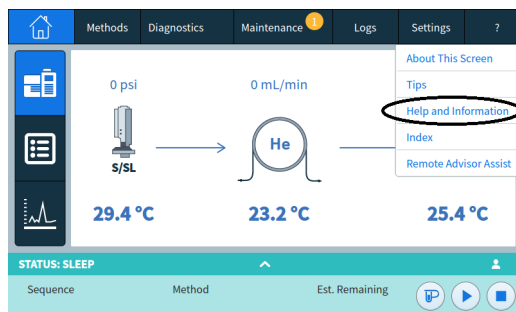 Methods Diagnostics Maintenance 1 Logs Settings ?
About This Screen
Tips
Help and Information
Index
Remote Advisor Assist
0 psi 0 mL/min
He
S/SL
29.4 °C 23.2 °C 25.4 °C
STATUS: SLEEP
Sequence Method Est. Remaining